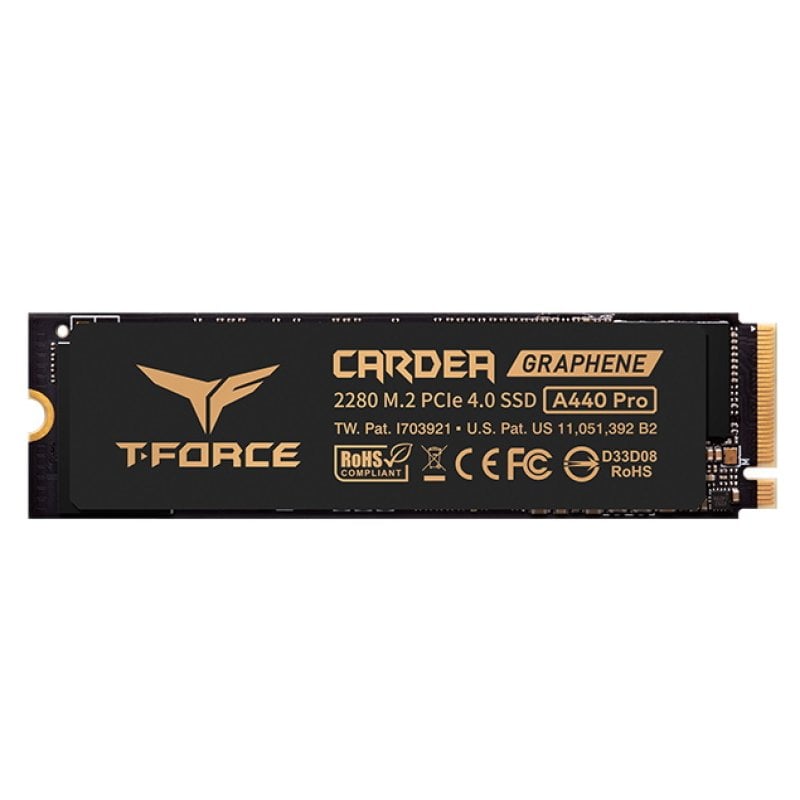 T-FORCE
CARDEA GRAPHENE
2280 M.2 PCIe 4.0 SSD A440 Pro
TW. Pat. I703921 • U.S. Pat. US 11,051,392 B2
RoHS
COMPLIANT
CE FC
D33D08
RoHS